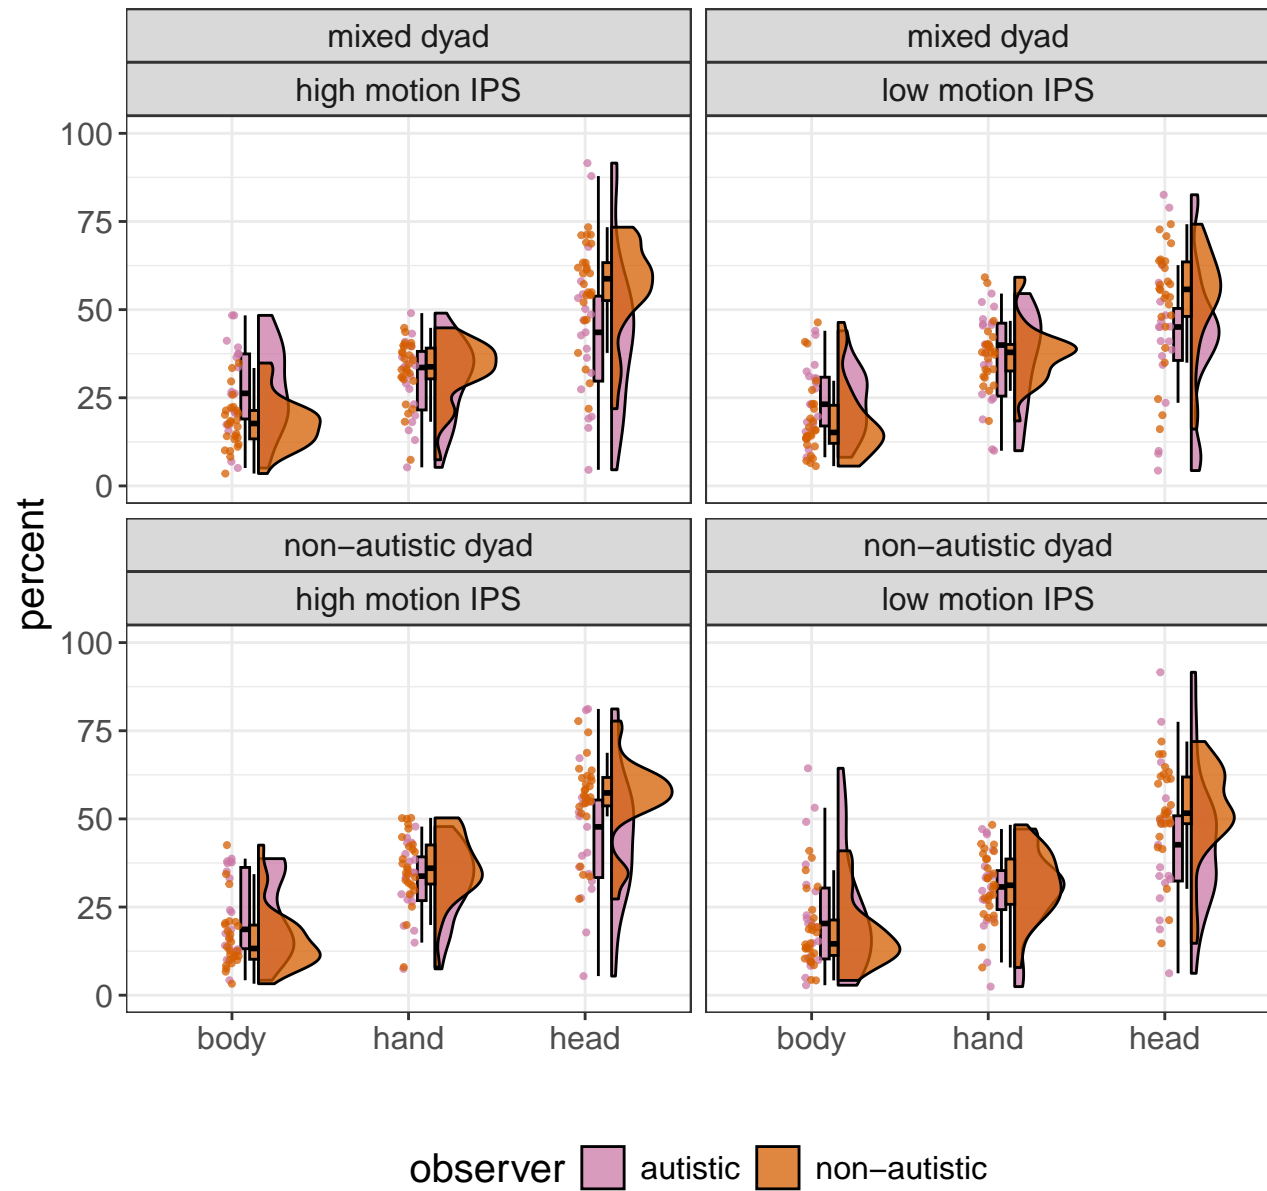 mixed dyad
mixed dyad
high motion IPS
low motion IPS
100
75
50
25
0
percent
non−autistic dyad
non−autistic dyad
high motion IPS
low motion IPS
100
75
50
25
0
body hand head
body hand head
observer autistic non−autistic